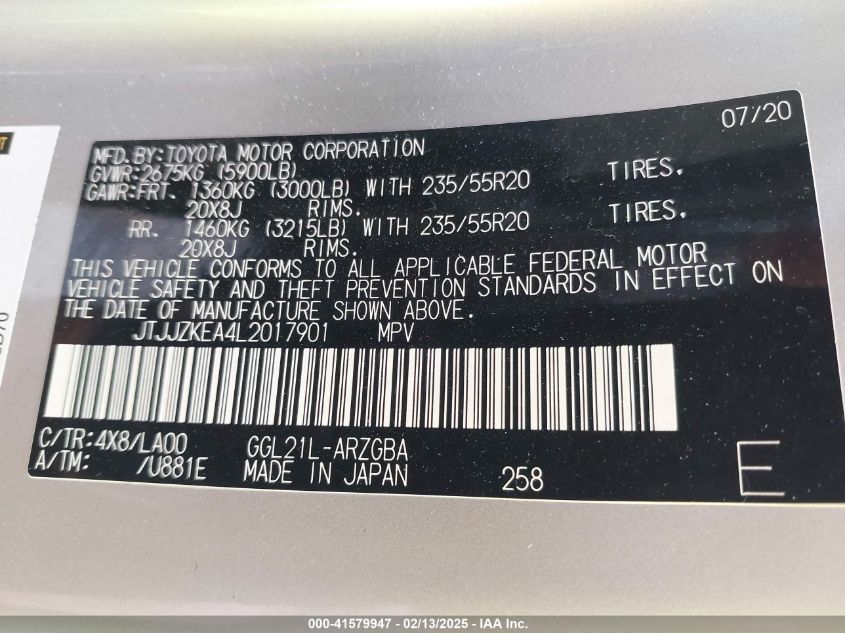 07/20
MFD. BY: TOYOTA MOTOR CORPORATION
GVWR: 2675KG (5900LB)
GAWR: FRT. 1360KG (3000LB) WITH 235/55R20 TIRES.
20X8J RIMS.
RR. 1460KG (3215LB) WITH 235/55R20 TIRES.
20X8J RIMS.
THIS VEHICLE CONFORMS TO ALL APPLICABLE FEDERAL MOTOR
VEHICLE SAFETY AND THEFT PREVENTION STANDARDS IN EFFECT ON
THE DATE OF MANUFACTURE SHOWN ABOVE.
JTJJZKEA4L2017901 MPV
C/TR: 4X8/LA00 GGL21L-ARZGBA
A/TM: /U881E MADE IN JAPAN 258 E
000-41579947 - 02/13/2025 - IAA Inc.